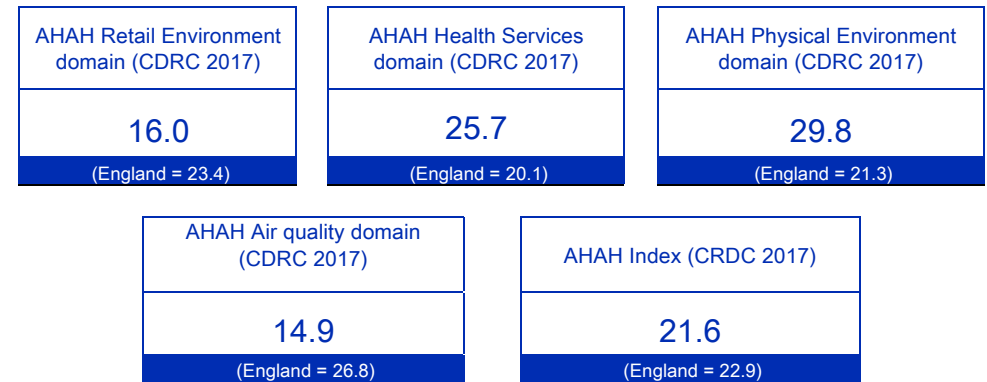 AHAH Retail Environment
domain (CDRC 2017)
16.0
(England = 23.4)
AHAH Health Services
domain (CDRC 2017)
25.7
(England = 20.1)
AHAH Physical Environment
domain (CDRC 2017)
29.8
(England = 21.3)
AHAH Air quality domain
(CDRC 2017)
14.9
(England = 26.8)
AHAH Index (CRDC 2017)
21.6
(England = 22.9)